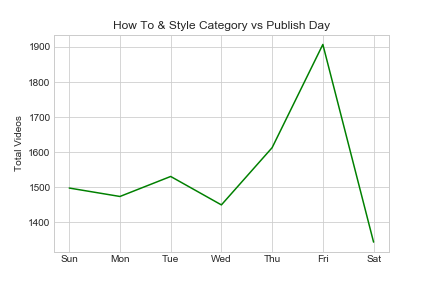 How To & Style Category vs Publish Day
Total Videos
1900
1800
1700
1600
1500
1400
Sun Mon Tue Wed Thu Fri Sat